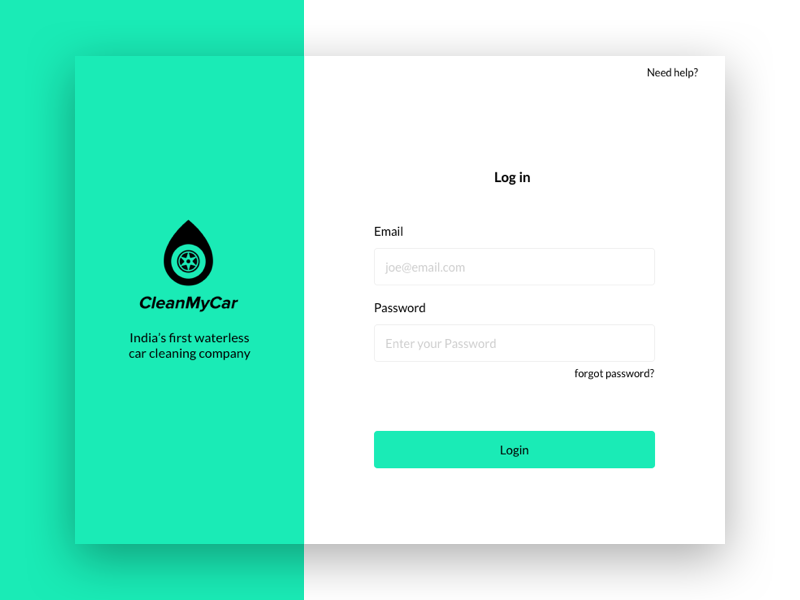 Need help?
Log in
Email
joe@email.com
Password
Enter your Password
forgot password?
Login
CleanMyCar
India's first waterless
car cleaning company